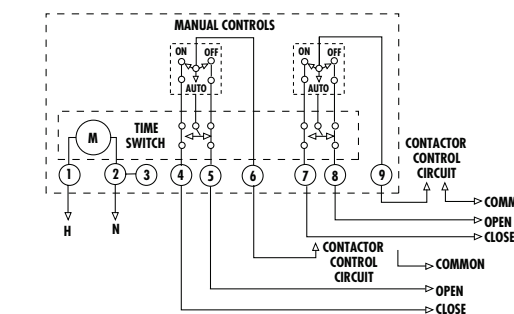 MANUAL CONTROLS
ON OFF
ON OFF
AUTO
AUTO
M
TIME
SWITCH
1 2 3 4 5 6 7 8 9
CONTACTOR
CONTROL
CIRCUIT
COMM
OPEN
CLOSE
H
N
CONTACTOR
CONTROL
CIRCUIT
COMMON
OPEN
CLOSE